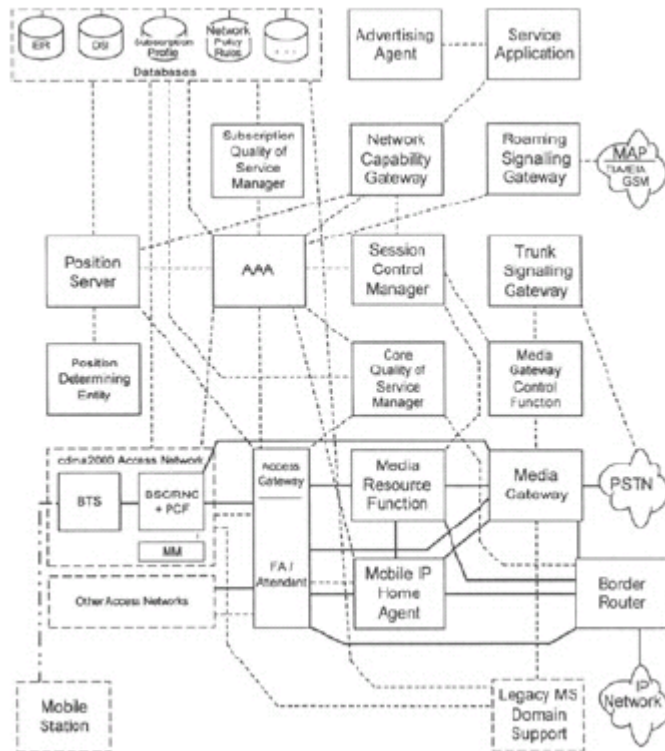 EIR
DSI
Subscription
Profile
Network
Policy
Rules
. . .
Databases
Advertising
Agent
Service
Application
Subscription
Quality of
Service
Manager
Network
Capability
Gateway
Roaming
Signalling
Gateway
MAP
TIA/EIA
GSM
Position
Server
AAA
Session
Control
Manager
Trunk
Signalling
Gateway
Position
Determining
Entity
Core
Quality of
Service
Manager
Media
Gateway
Control
Function
cdma2000 Access Network
BTS
BSC/RNC
+ PCF
MM
Access
Gateway
FA /
Attendant
Media
Resource
Function
Media
Gateway
PSTN
Other Access Networks
Mobile IP
Home
Agent
Border
Router
Mobile
Station
Legacy MS
Domain
Support
IP
Network